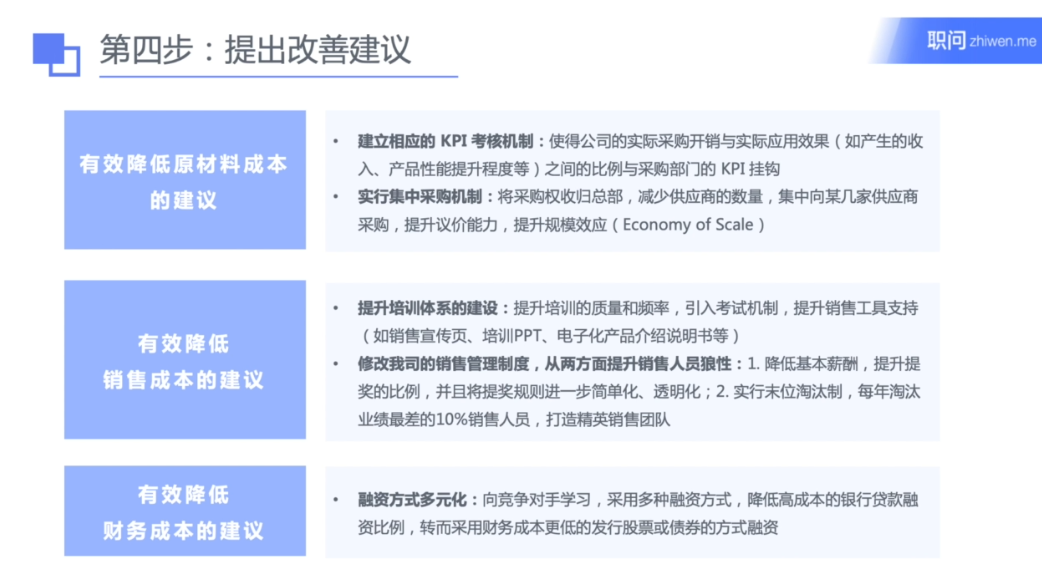 第四步：提出改善建议
职问 zhiwen.me
有效降低原材料成本
的建议
• 建立相应的 KPI 考核机制：使得公司的实际采购开销与实际应用效果（如产生的收
入、产品性能提升程度等）之间的比例与采购部门的 KPI 挂钩
• 实行集中采购机制：将采购权收归总部，减少供应商的数量，集中向某几家供应商
采购，提升议价能力，提升规模效应（Economy of Scale）
有效降低
销售成本的建议
• 提升培训体系的建设：提升培训的质量和频率，引入考试机制，提升销售工具支持
（如销售宣传页、培训PPT、电子化产品介绍说明书等）
• 修改我司的销售管理制度，从两方面提升销售人员狼性：1. 降低基本薪酬，提升提
奖的比例，并且将提奖规则进一步简单化、透明化；2. 实行末位淘汰制，每年淘汰
业绩最差的10%销售人员，打造精英销售团队
有效降低
财务成本的建议
• 融资方式多元化：向竞争对手学习，采用多种融资方式，降低高成本的银行贷款融
资比例，转而采用财务成本更低的发行股票或债券的方式融资